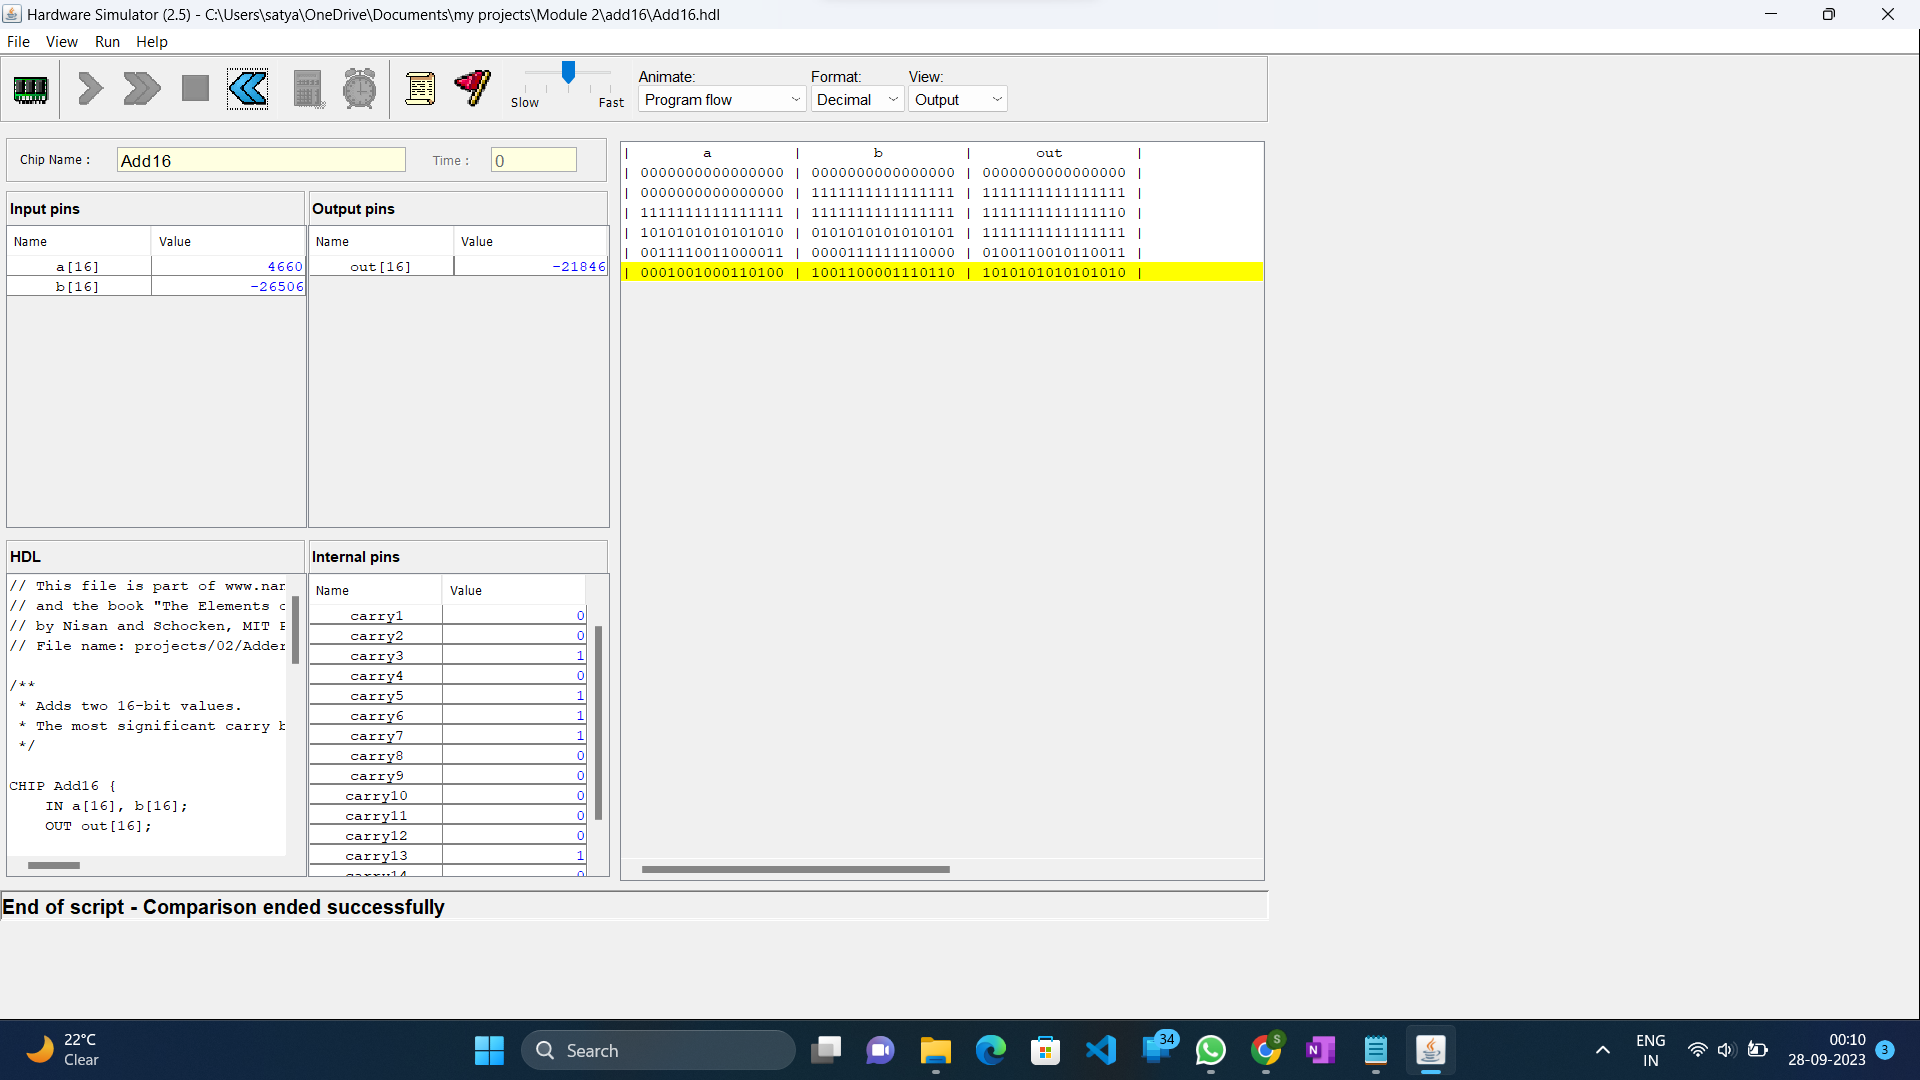 Hardware Simulator (2.5) - C:\Users\satya\OneDrive\Documents\my projects\Module 2\add16\Add16.hdl
File View Run Help
Slow Fast
Animate: Format: View:
Program flow Decimal Output
Chip Name : Add16 Time : 0
Input pins
Name Value
a[16] 4660
b[16] -26506
Output pins
Name Value
out[16] -21846
| a | b | out |
| 0000000000000000 | 0000000000000000 | 0000000000000000 |
| 0000000000000000 | 1111111111111111 | 1111111111111111 |
| 1111111111111111 | 1111111111111111 | 1111111111111110 |
| 1010101010101010 | 0101010101010101 | 1111111111111111 |
| 0011110011000011 | 0000111111110000 | 0100110010110011 |
| 0001001000110100 | 1001100001110110 | 1010101010101010 |
HDL
// This file is part of www.nan
// and the book "The Elements o
// by Nisan and Schocken, MIT P
// File name: projects/02/Adder
/**
* Adds two 16-bit values.
* The most significant carry b
*/
CHIP Add16 {
IN a[16], b[16];
OUT out[16];
Internal pins
Name Value
carry1 0
carry2 0
carry3 1
carry4 0
carry5 1
carry6 1
carry7 1
carry8 0
carry9 0
carry10 0
carry11 0
carry12 0
carry13 1
carry14 0
End of script - Comparison ended successfully
22°C
Clear
Search
34
S
N
ENG
IN
00:10
28-09-2023
3